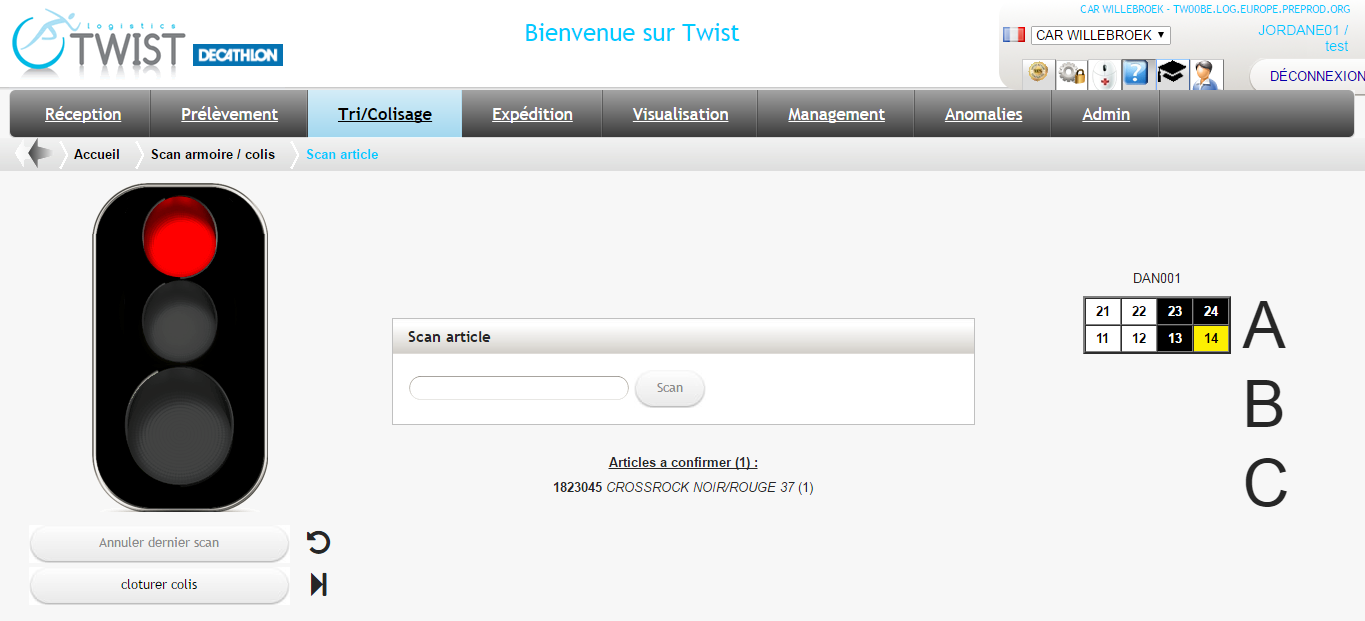 CAR WILLEBROEK - TW00BE.LOG.EUROPE.PREPROD.ORG
logistics
TWIST
DECATHLON
Bienvenue sur Twist
CAR WILLEBROEK
JORDANE01 /
test
DÉCONNEXION
Réception
Prélèvement
Tri/Colisage
Expédition
Visualisation
Management
Anomalies
Admin
Accueil
Scan armoire / colis
Scan article
DAN001
21 22 23 24
11 12 13 14
A
B
C
Scan article
Scan
Articles a confirmer (1) :
1823045 CROSSROCK NOIR/ROUGE 37 (1)
Annuler dernier scan
cloturer colis